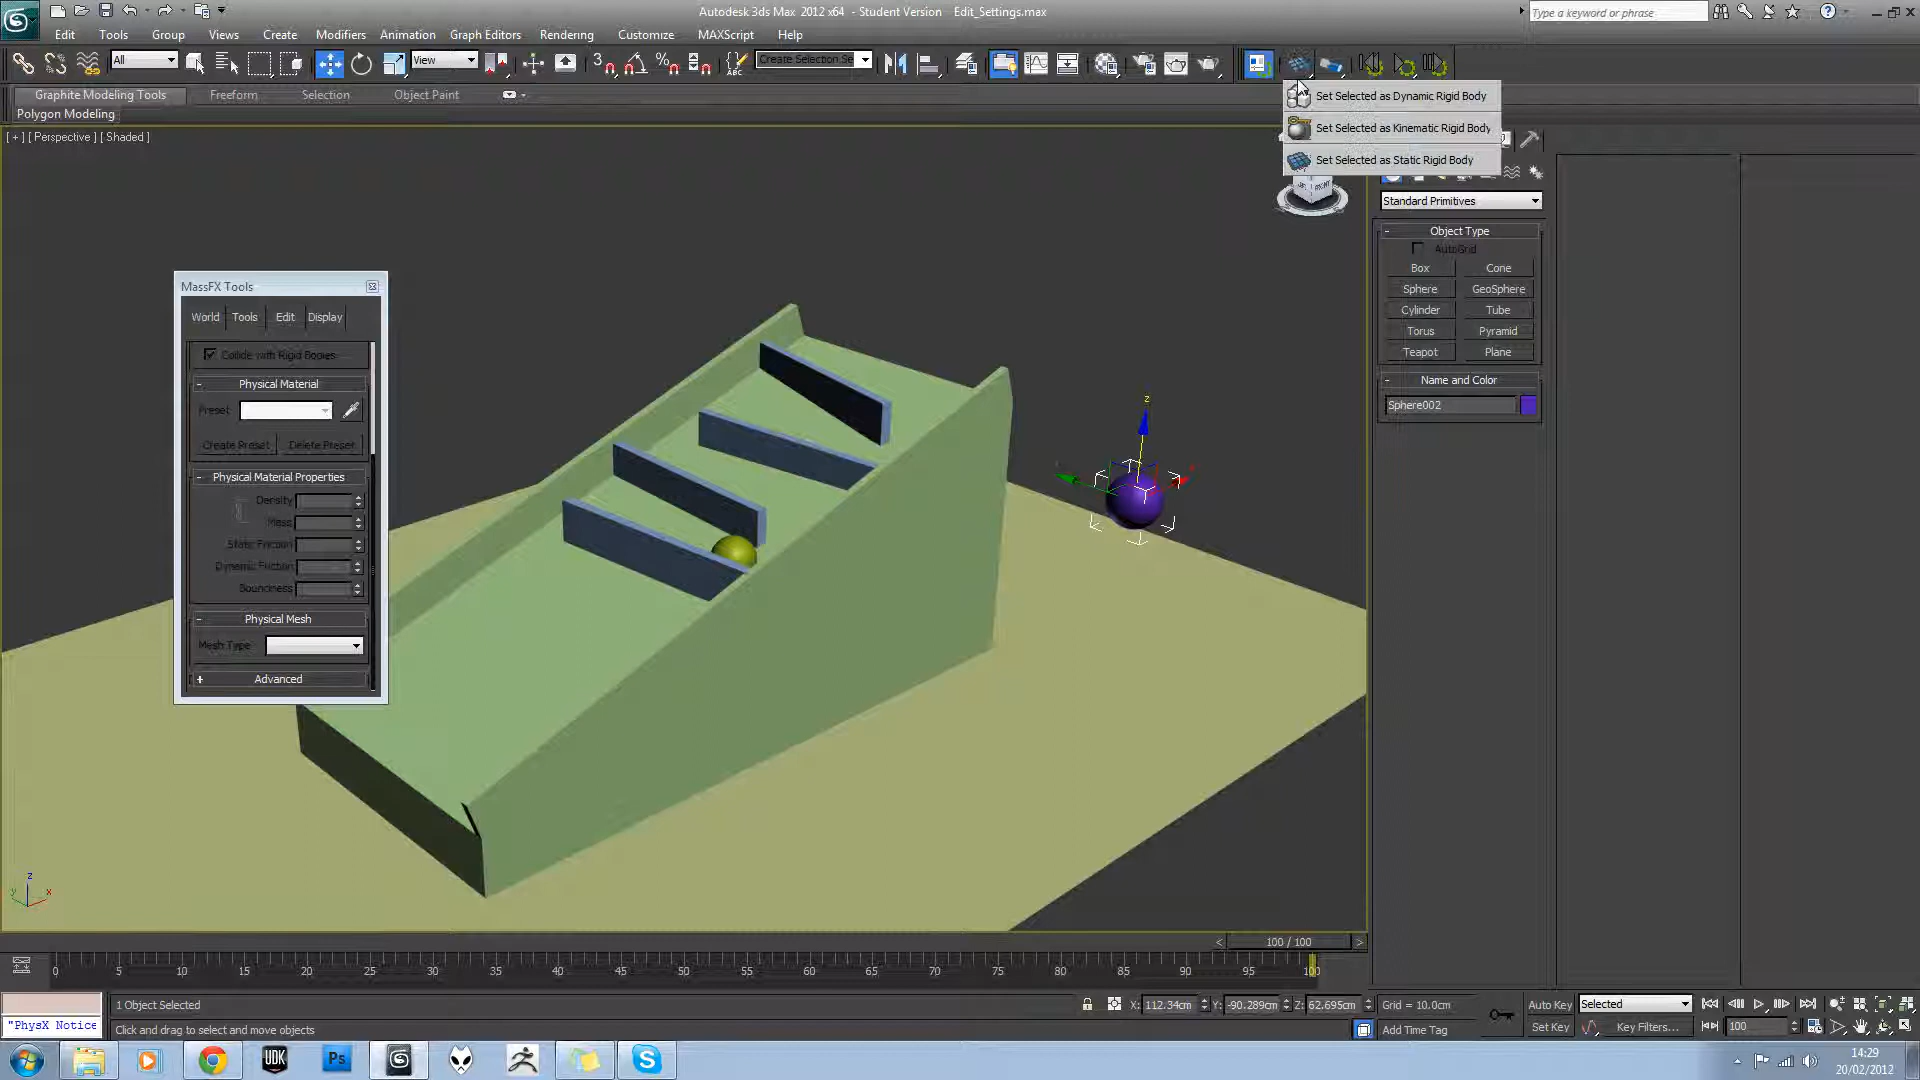 Autodesk 3ds Max 2012 x64 - Student Version Edit_Settings.max
Type a keyword or phrase
Edit Tools Group Views Create Modifiers Animation Graph Editors Rendering Customize MAXScript Help
All View Create Selection Se
Graphite Modeling Tools Freeform Selection Object Paint
Polygon Modeling
[ + ] [ Perspective ] [ Shaded ]
Set Selected as Dynamic Rigid Body
Set Selected as Kinematic Rigid Body
Set Selected as Static Rigid Body
FRONT
Standard Primitives
- Object Type
AutoGrid
Box Cone
Sphere GeoSphere
Cylinder Tube
Torus Pyramid
Teapot Plane
- Name and Color
Sphere002
MassFX Tools
World Tools Edit Display
Collide with Rigid Bodies
- Physical Material
Preset
Create Preset Delete Preset
- Physical Material Properties
Density
Mass
Static Friction
Dynamic Friction
Bounciness
- Physical Mesh
Mesh Type
+ Advanced
z
z
y x
< 100 / 100 >
0 5 10 15 20 25 30 35 40 45 50 55 60 65 70 75 80 85 90 95 100
1 Object Selected X: 112.34cm Y: -90.289cm Z: 62.695cm Grid = 10.0cm Auto Key Selected
"PhysX Notice Click and drag to select and move objects Add Time Tag Set Key Key Filters... 100
UDK Ps
14:29
20/02/2012